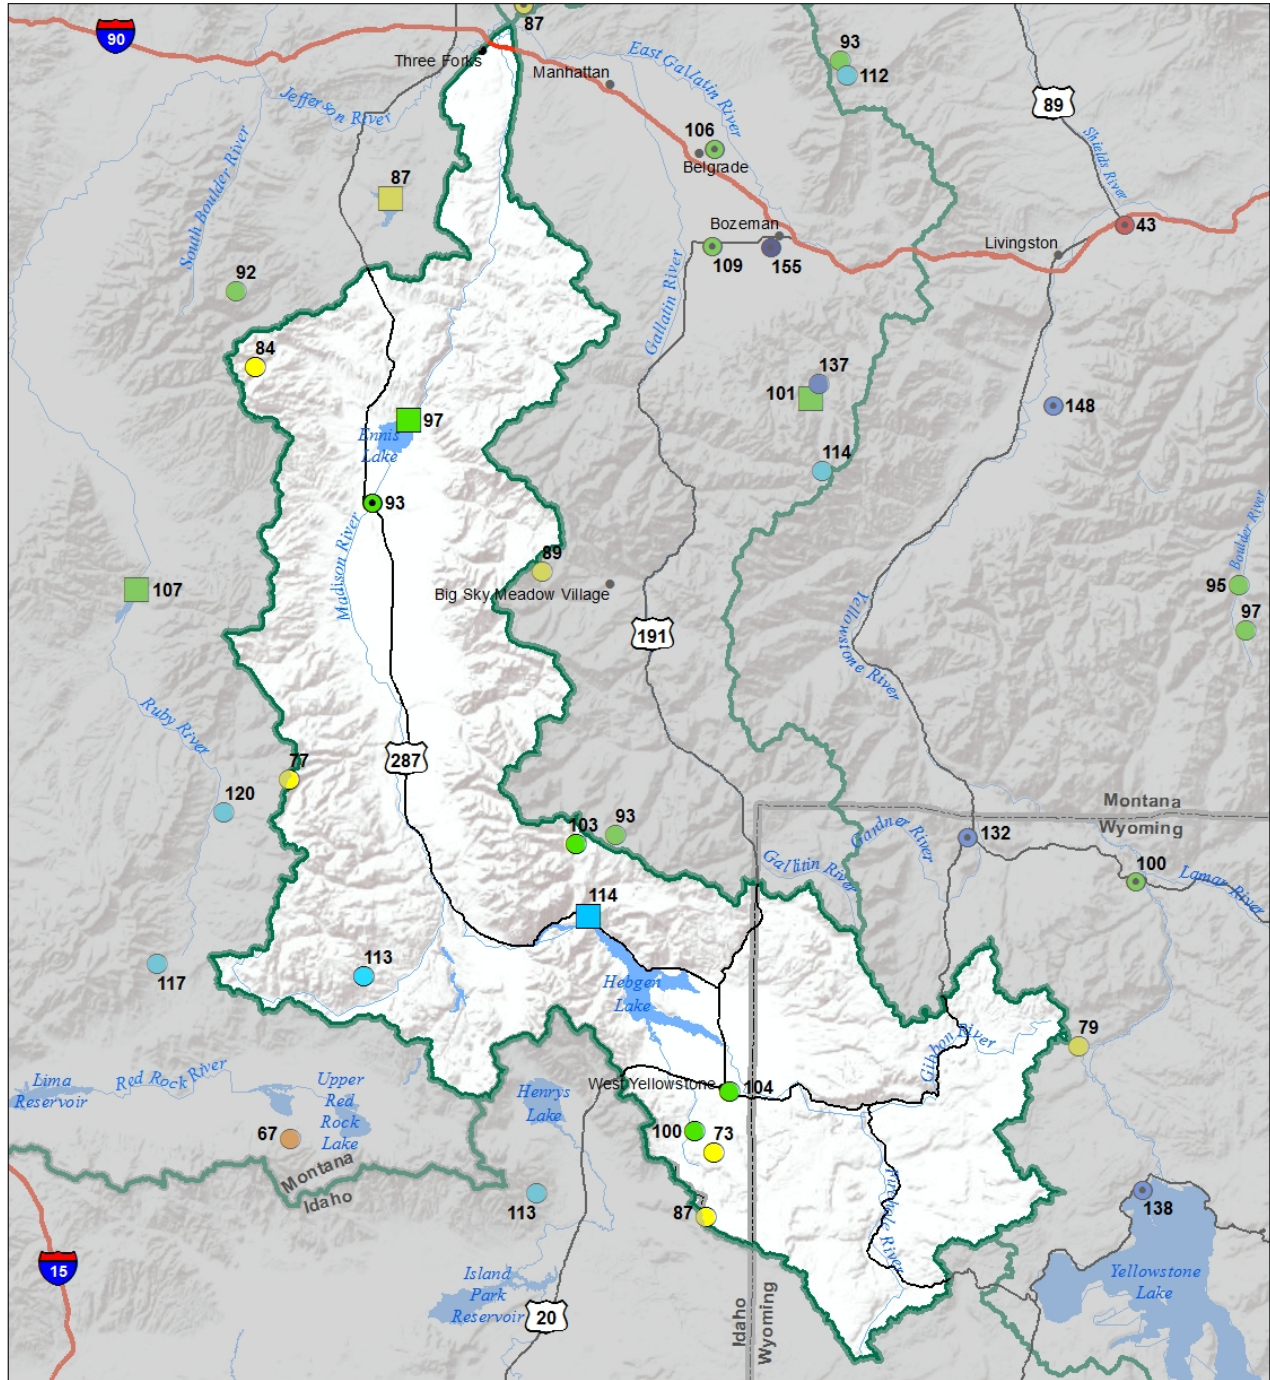 87
90
Three Forks
Manhattan
East Gallatin River
93
112
89
Jefferson River
Shields River
106
Belgrade
South Boulder River
87
Bozeman
109
155
Livingston
43
92
Gallatin River
84
137
101
148
97
Ennis
Lake
114
93
Madison River
89
Big Sky Meadow Village
Boulder River
95
97
107
191
Yellowstone River
Ruby River
77
287
120
103
93
Montana
Wyoming
Gardner River
132
Gallitin River
100
Lamar River
114
117
113
Hebgen
Lake
79
Gibbon River
Lima
Reservoir
Red Rock River
Upper
Red
Rock
Lake
Henrys
Lake
West Yellowstone
104
67
100
73
Montana
Idaho
113
87
Firehole River
138
15
Island
Park
Reservoir
20
Idaho
Wyoming
Yellowstone
Lake